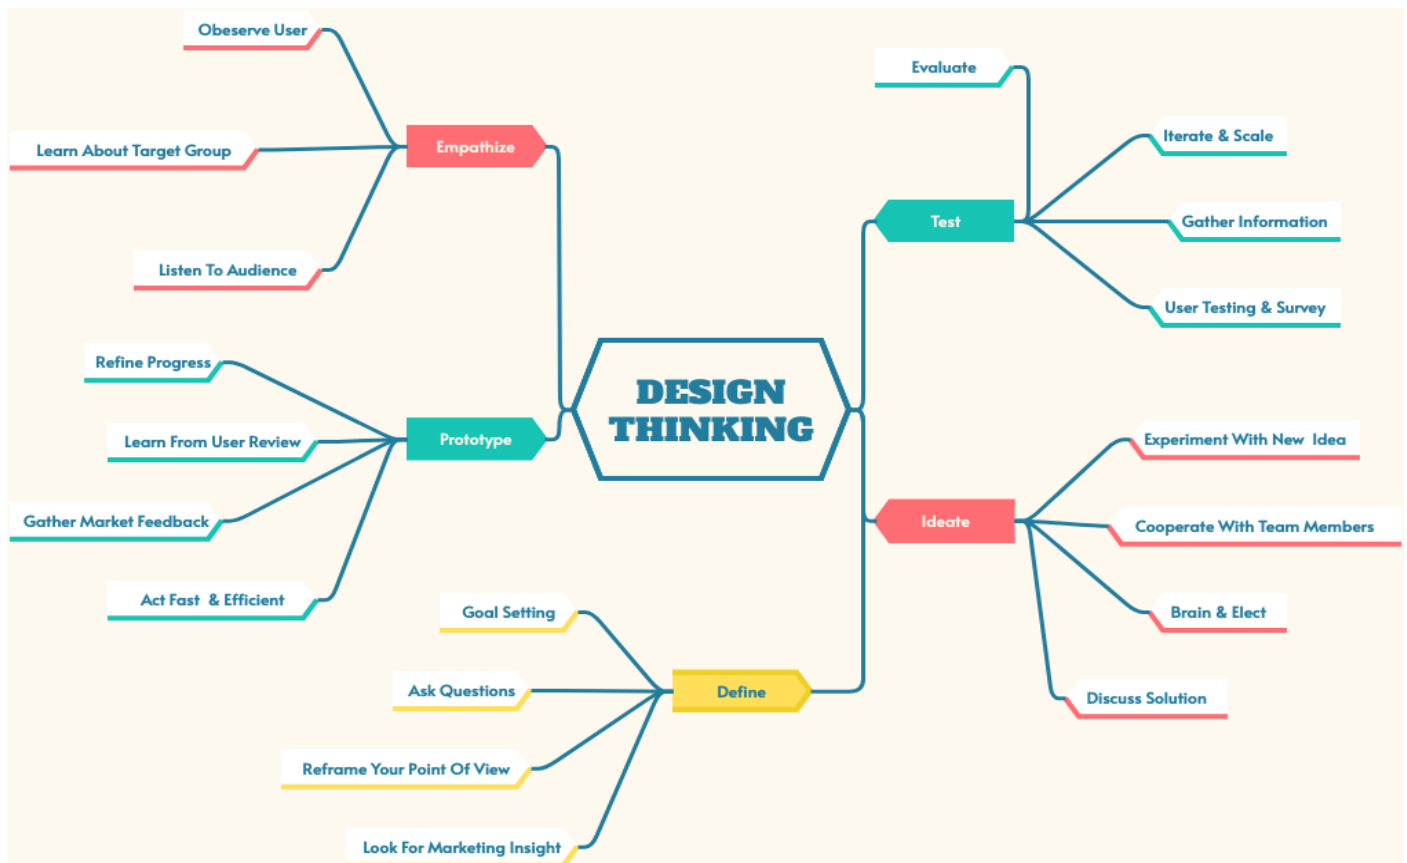 Obeserve User
Learn About Target Group
Listen To Audience
Empathize
Refine Progress
Learn From User Review
Gather Market Feedback
Act Fast  & Efficient
Prototype
Goal Setting
Ask Questions
Reframe Your Point Of View
Look For Marketing Insight
Define
DESIGN
THINKING
Evaluate
Iterate & Scale
Gather Information
User Testing & Survey
Test
Experiment With New  Idea
Cooperate With Team Members
Brain & Elect
Discuss Solution
Ideate